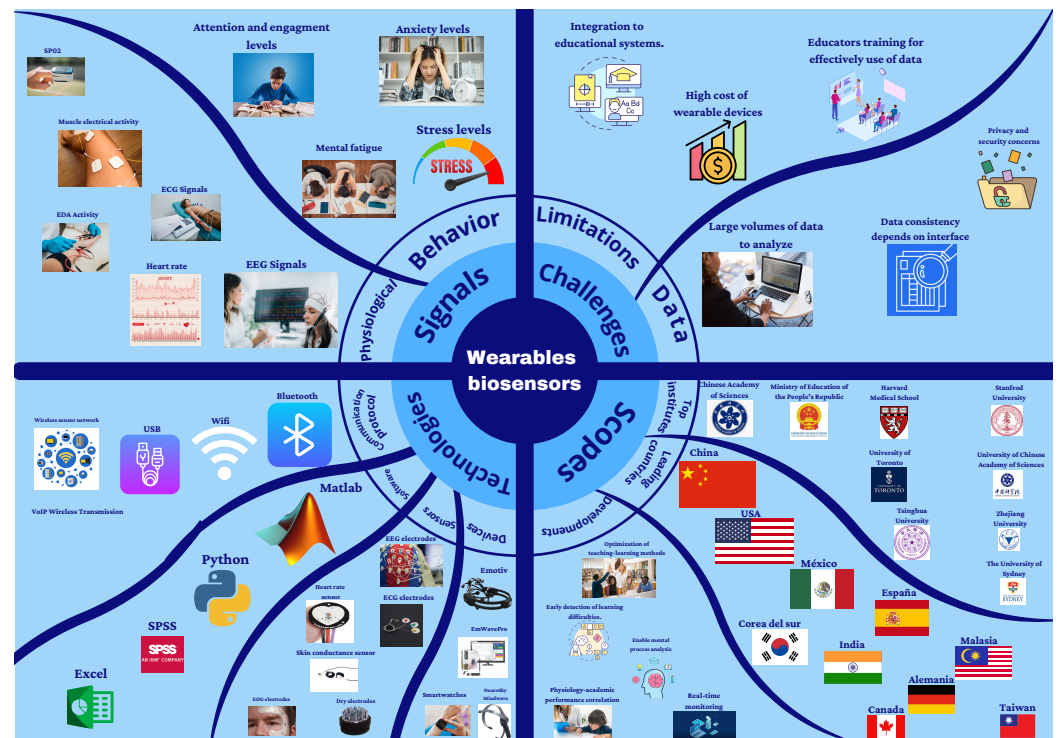 Attention and engagment
levels
Anxiety levels
SPO2
Muscle electrical activity
Stress levels
STRESS
Mental fatigue
ECG Signals
EDA Activity
Heart rate
EEG Signals
Integration to
educational systems.
Aa Bb
Cc
Educators training for
effectively use of data
High cost of
wearable devices
Privacy and
security concerns
Large volumes of data
to analyze
Data consistency
depends on interface
Behavior
Physiological
Signals
Limitations
Data
Challenges
Wearables
biosensors
Technologies
Communication
protocol
Software
Sensors
Devices
Scopes
Top
institutes
Leading
countries
Developments
Wireless sensor network
USB
Wifi
Bluetooth
VoIP Wireless Transmission
Matlab
Python
SPSS
SPSS
AN IBM COMPANY
Excel
EEG electrodes
Heart rate
sensor
ECG electrodes
Skin conductance sensor
EOG electrodes
Dry electrodes
Emotiv
EmWavePro
Smartwatches
NeuroSky
Mindwave
Optimization of
teaching-learning methods
Early detection of learning
difficulties.
Enable mental
process analysis
Physiology-academic
performance correlation
Real-time
monitoring
Chinese Academy
of Sciences
Ministry of Education of
the People's Republic
Harvard
Medical School
Stanfrod
University
University of
Toronto
TORONTO
University of Chinese
Academy of Sciences
Tsinghua
University
Zhejiang
University
The University of
Sydney
SYDNEY
China
USA
México
España
Corea del sur
India
Malasia
Alemania
Canada
Taiwan